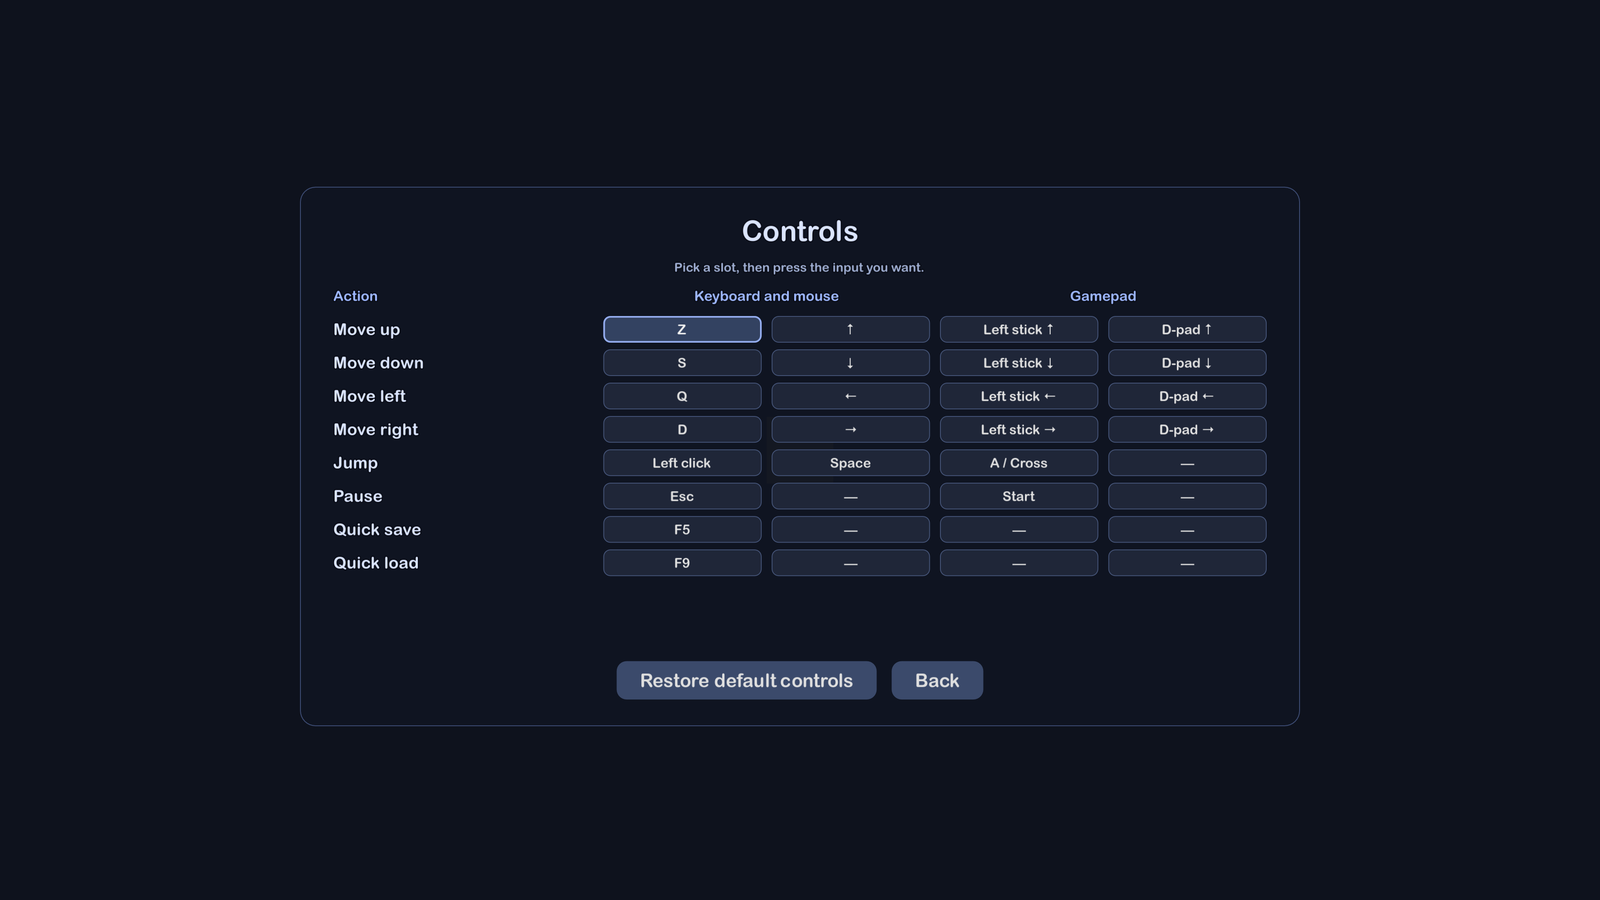 Controls
Pick a slot, then press the input you want.
Action Keyboard and mouse Gamepad
Move up Z ↑ Left stick ↑ D-pad ↑
Move down S ↓ Left stick ↓ D-pad ↓
Move left Q ← Left stick ← D-pad ←
Move right D → Left stick → D-pad →
Jump Left click Space A / Cross —
Pause Esc — Start —
Quick save F5 — — —
Quick load F9 — — —
Restore default controls Back